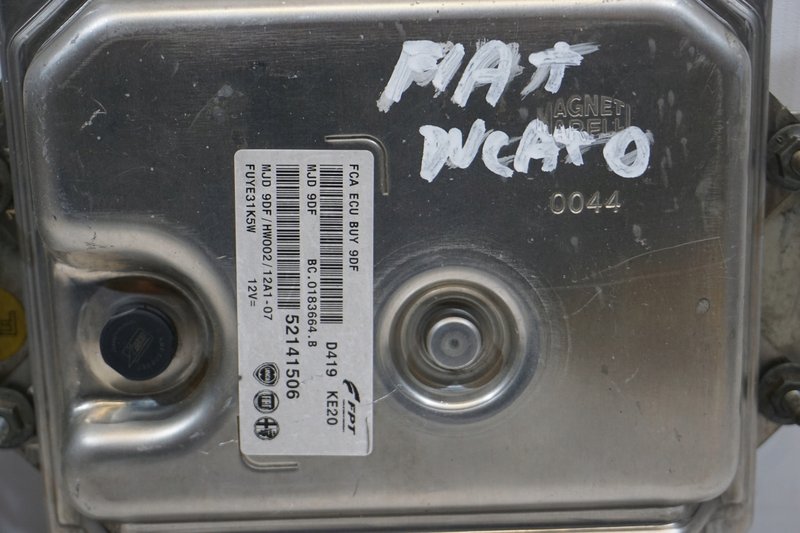 FIAT
DUCATO
MAGNETI
MARELLI
0044
FCA ECU BUY 9DF
MJD 9DF BC.0183664.B D419 KE20
MJD 9DF/HW002/12A1-07 52141506
FUYE31K5W 12V=
FPT
FIAT